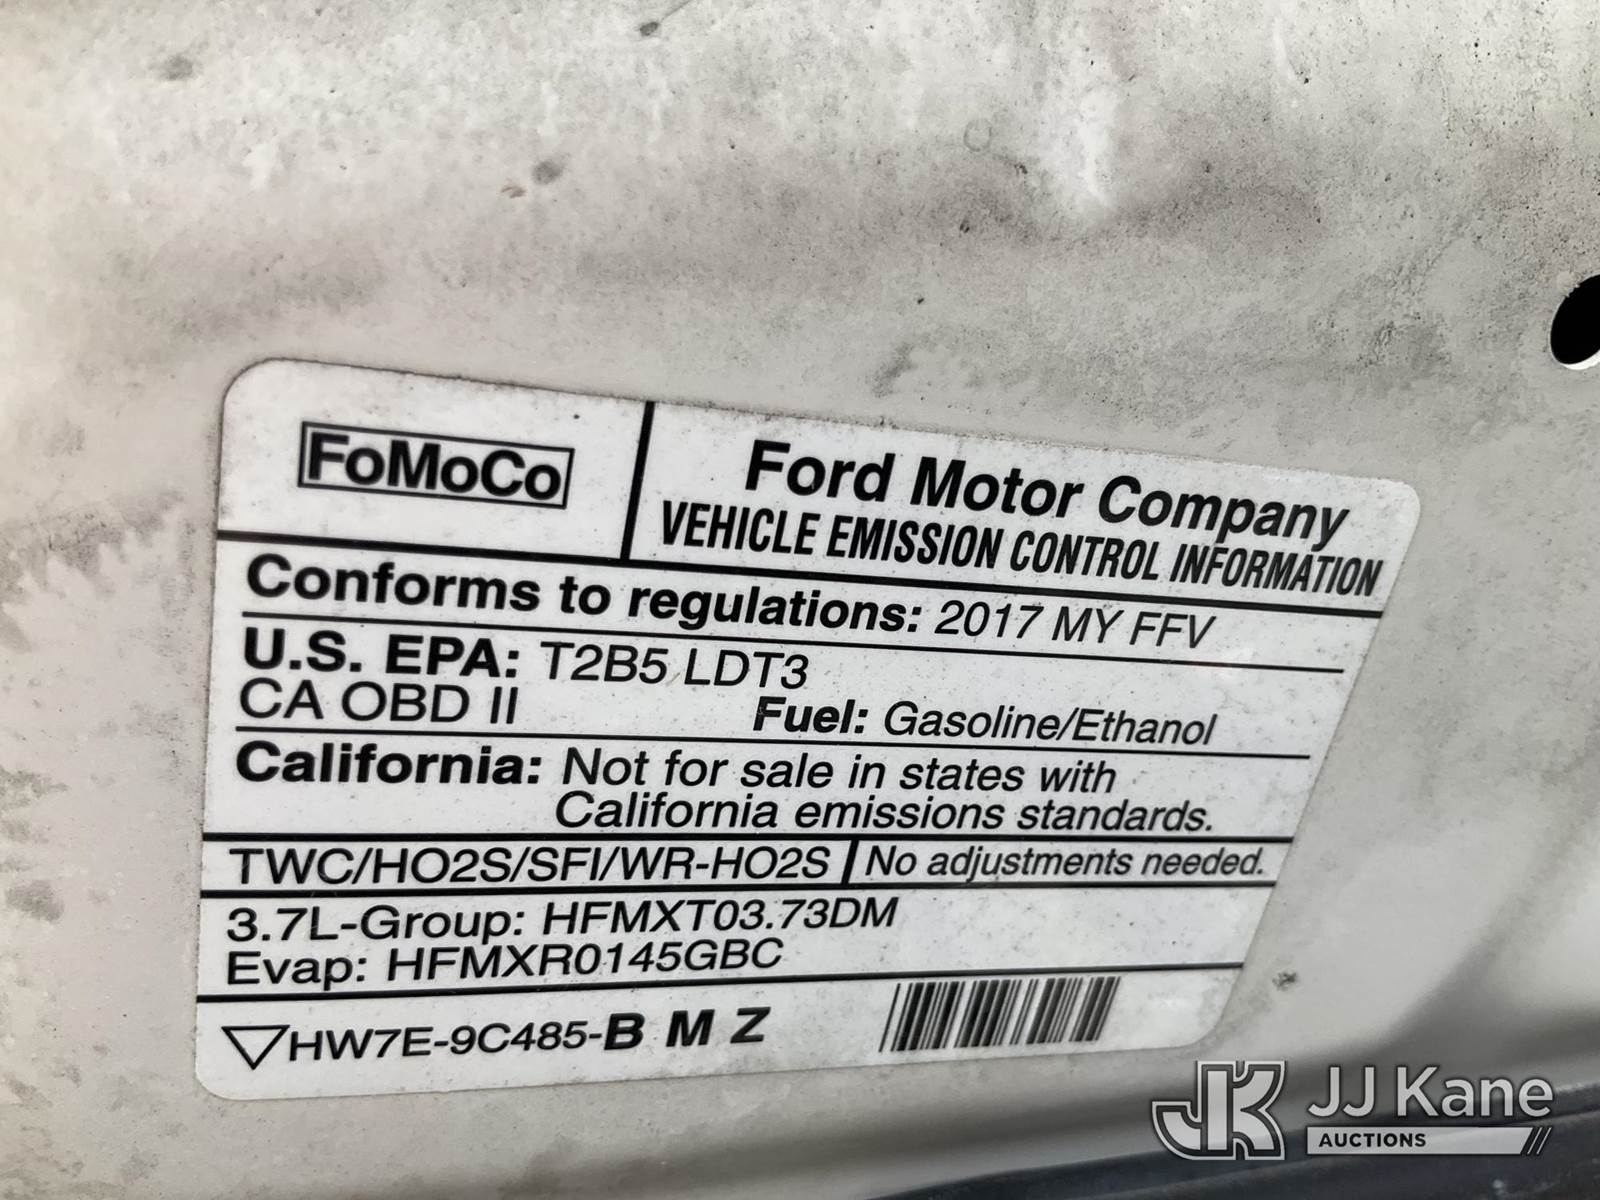 FoMoCo
Ford Motor Company
VEHICLE EMISSION CONTROL INFORMATION
Conforms to regulations: 2017 MY FFV
U.S. EPA: T2B5 LDT3
CA OBD II
Fuel: Gasoline/Ethanol
California: Not for sale in states with
California emissions standards.
TWC/HO2S/SFI/WR-HO2S
No adjustments needed.
3.7L-Group: HFMXT03.73DM
Evap: HFMXR0145GBC
HW7E-9C485-B M Z
JK
JJ Kane
AUCTIONS